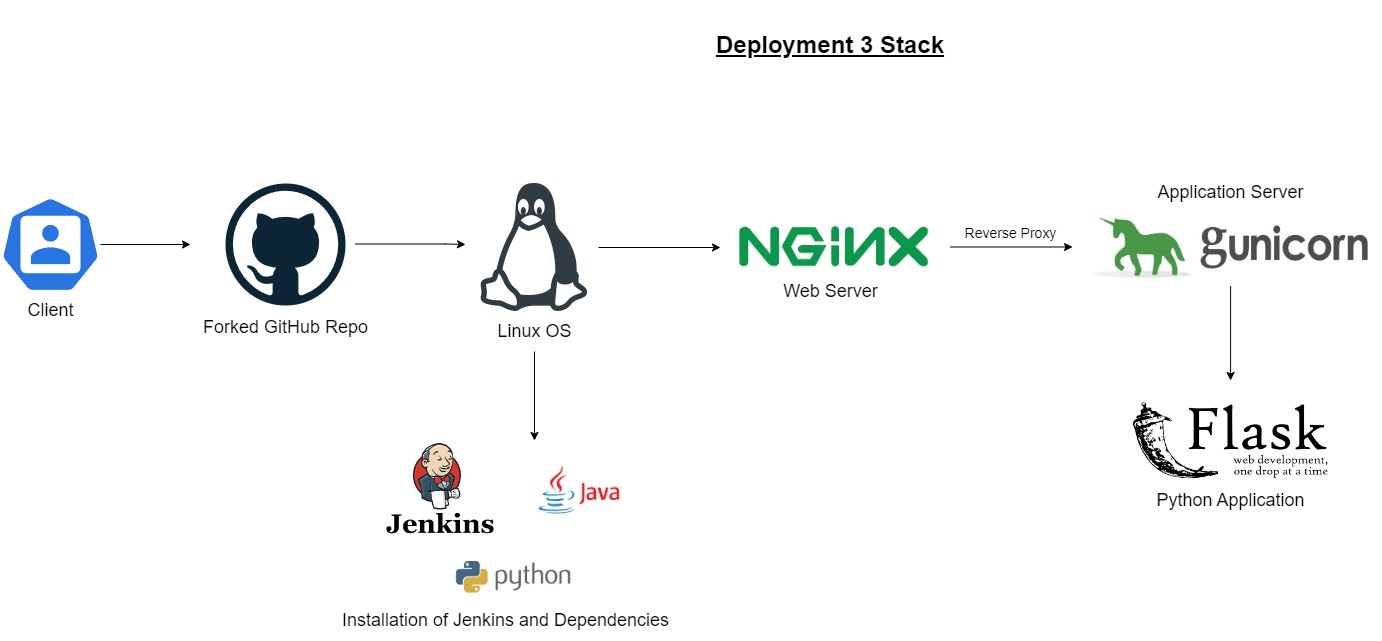 Deployment 3 Stack
Client
Forked GitHub Repo
Linux OS
NGINX
Web Server
Reverse Proxy
Application Server
gunicorn
Flask
web development,
one drop at a time
Python Application
Jenkins
Java
python
Installation of Jenkins and Dependencies